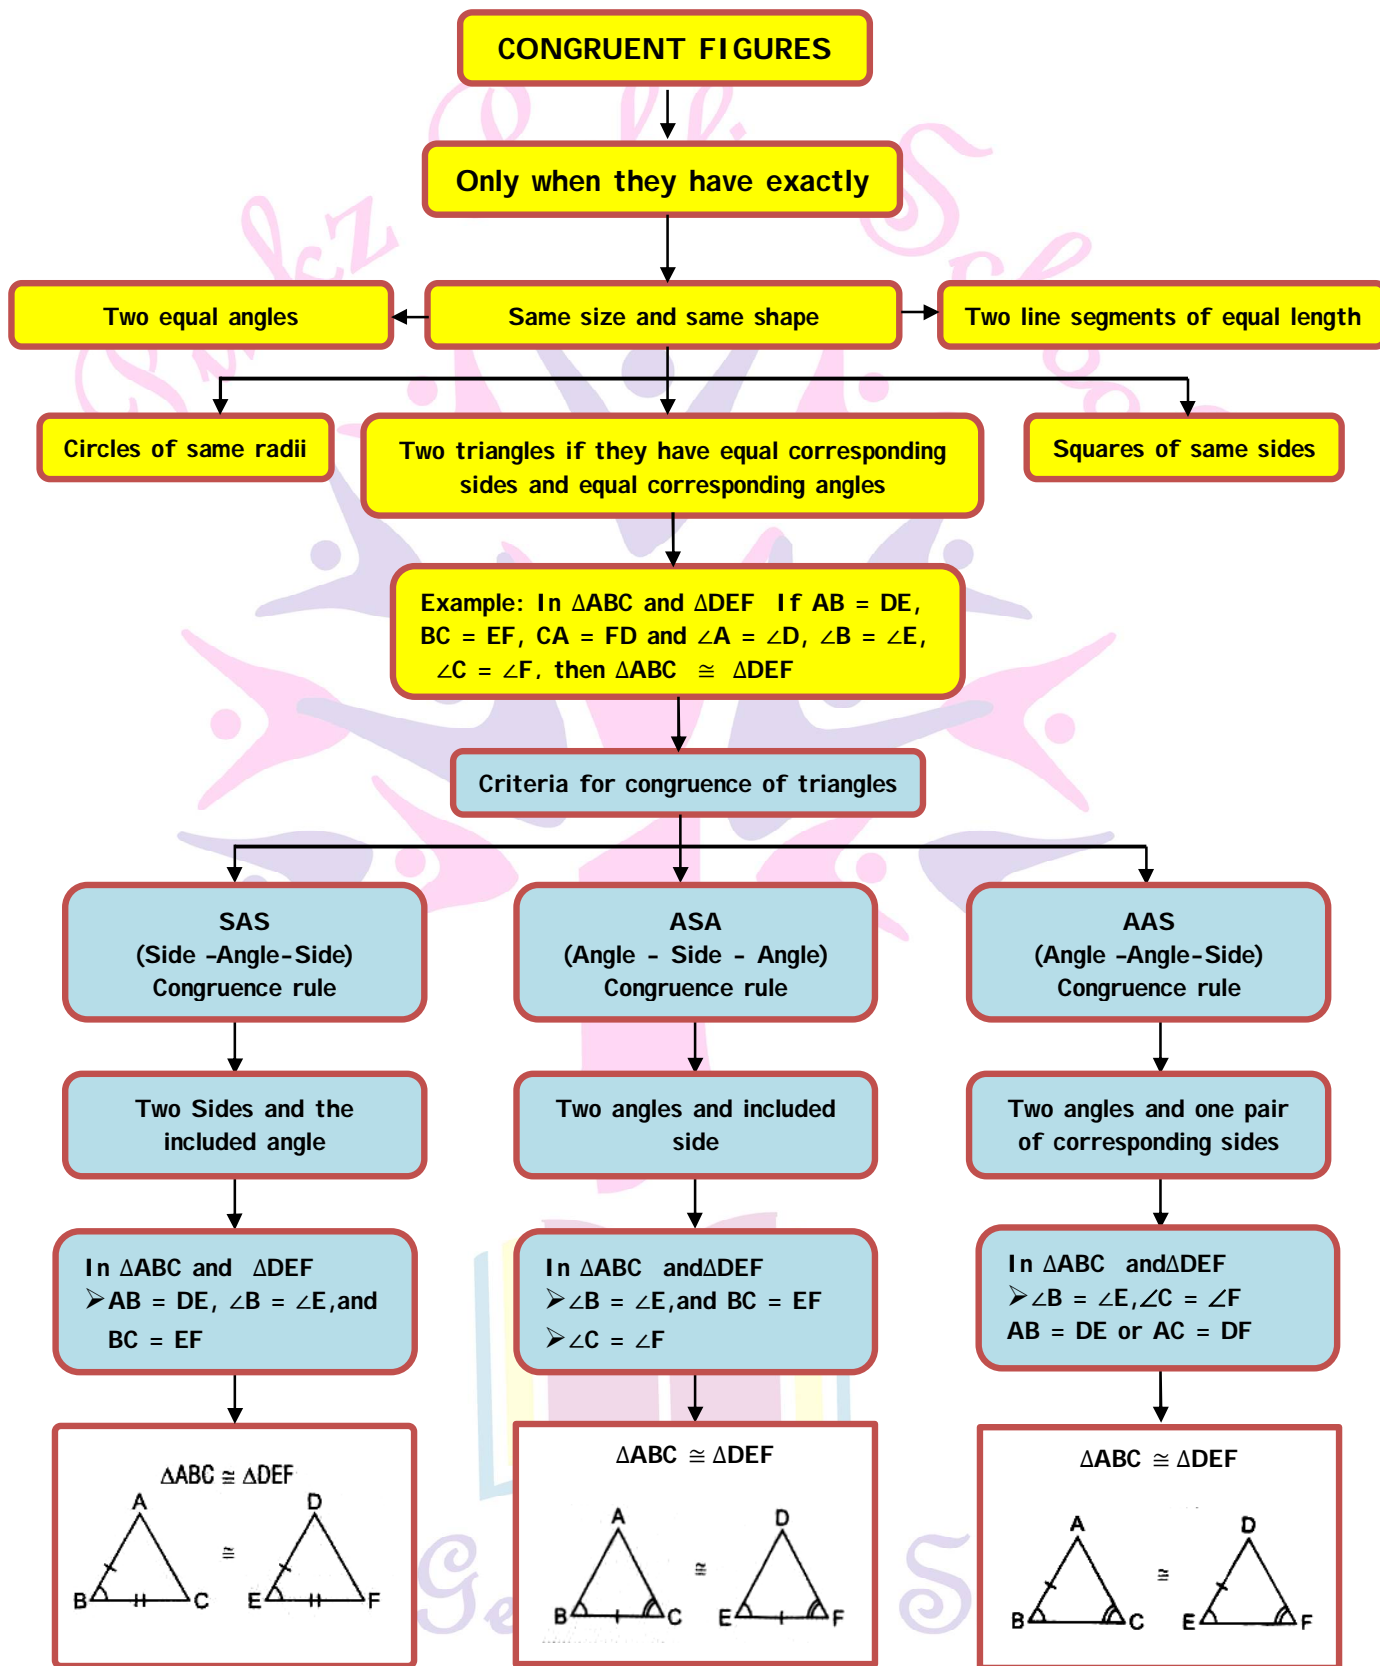 CONGRUENT FIGURES
Only when they have exactly
Two equal angles
Same size and same shape
Two line segments of equal length
Circles of same radii
Two triangles if they have equal corresponding
sides and equal corresponding angles
Squares of same sides
Example: In ΔABC and ΔDEF If AB = DE,
BC = EF, CA = FD and ∠A = ∠D, ∠B = ∠E,
∠C = ∠F, then ΔABC ≅ ΔDEF
Criteria for congruence of triangles
SAS
(Side –Angle-Side)
Congruence rule
ASA
(Angle - Side - Angle)
Congruence rule
AAS
(Angle –Angle-Side)
Congruence rule
Two Sides and the
included angle
Two angles and included
side
Two angles and one pair
of corresponding sides
In ΔABC and ΔDEF
➢AB = DE, ∠B = ∠E,and
BC = EF
In ΔABC andΔDEF
➢∠B = ∠E,and BC = EF
➢∠C = ∠F
In ΔABC andΔDEF
➢∠B = ∠E,∠C = ∠F
AB = DE or AC = DF
ΔABC ≅ ΔDEF
A D
≅
B C E F
ΔABC ≅ ΔDEF
A D
≅
B C E F
ΔABC ≅ ΔDEF
A D
≅
B C E F